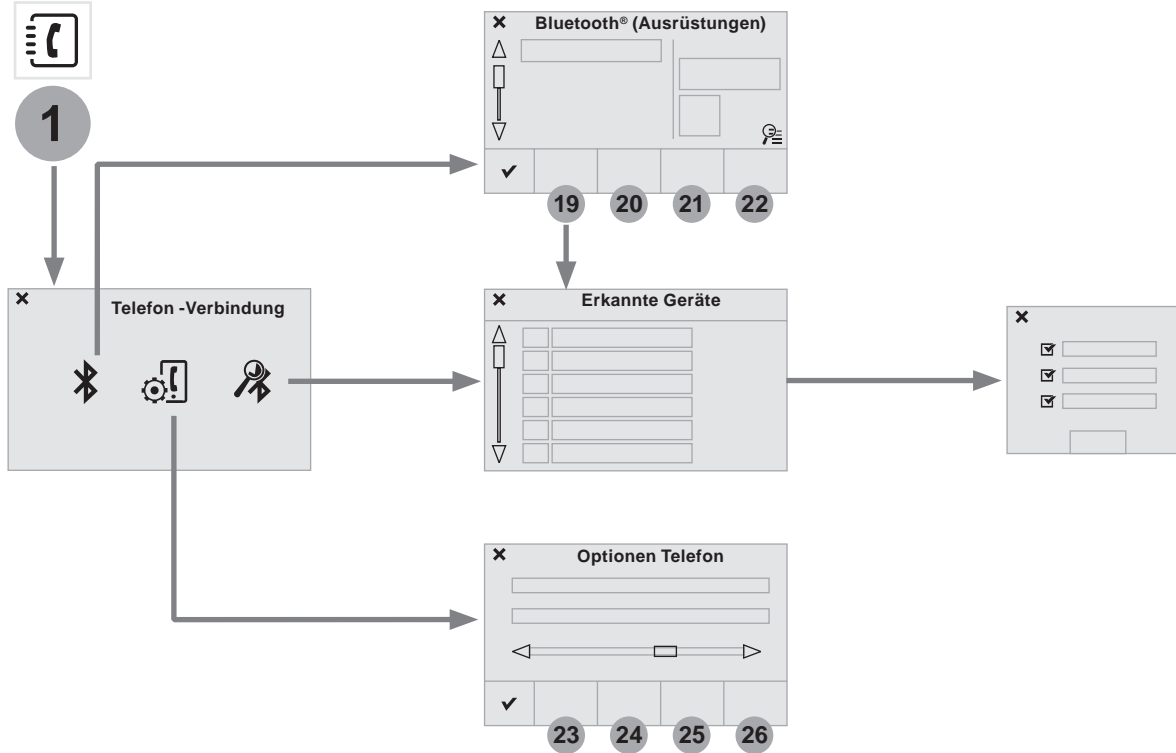 Bluetooth® (Ausrüstungen)
1
19 20 21 22
Telefon -Verbindung
Erkannte Geräte
Optionen Telefon
23 24 25 26